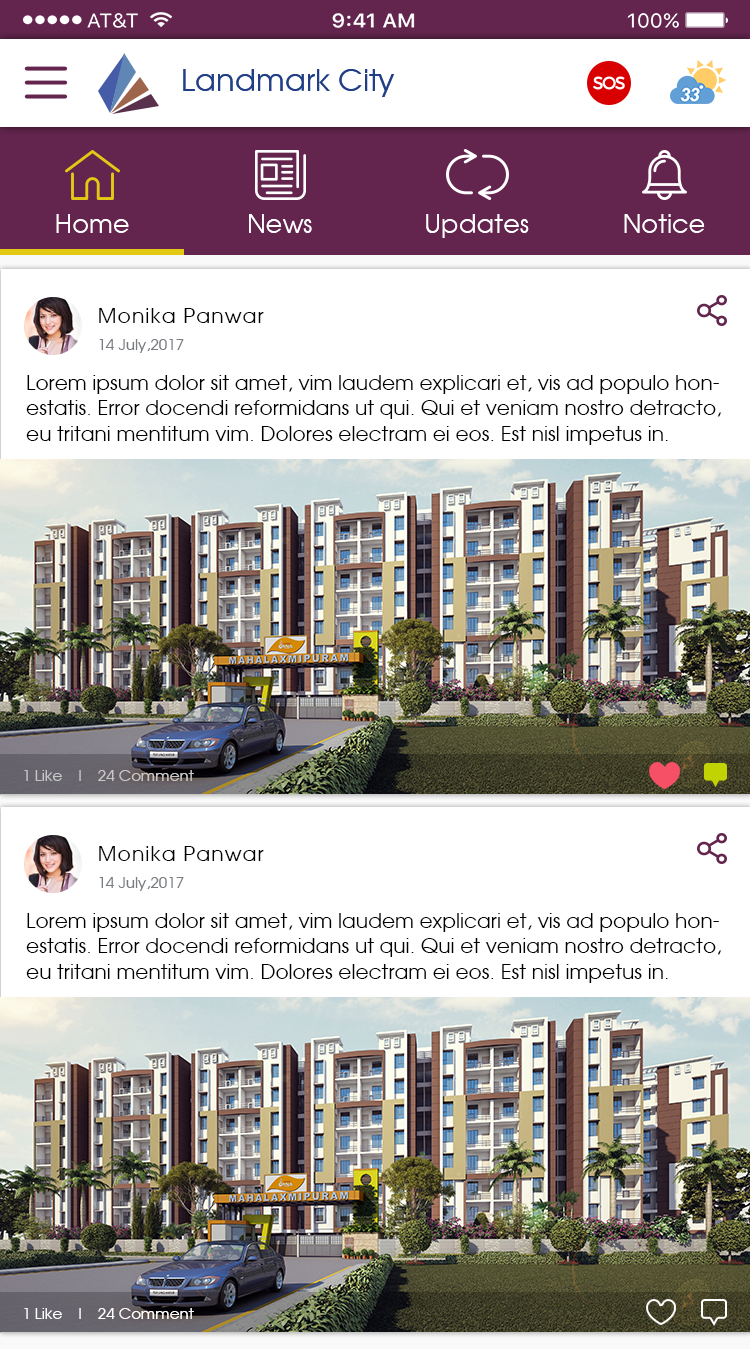 AT&T 9:41 AM 100%
Landmark City SOS 33°
Home News Updates Notice
Monika Panwar
14 July,2017
Lorem ipsum dolor sit amet, vim laudem explicari et, vis ad populo hon-
estatis. Error docendi reformidans ut qui. Qui et veniam nostro detracto,
eu tritani mentitum vim. Dolores electram ei eos. Est nisl impetus in.
MAHALAXMIPURAM
1 Like | 24 Comment
Monika Panwar
14 July,2017
Lorem ipsum dolor sit amet, vim laudem explicari et, vis ad populo hon-
estatis. Error docendi reformidans ut qui. Qui et veniam nostro detracto,
eu tritani mentitum vim. Dolores electram ei eos. Est nisl impetus in.
MAHALAXMIPURAM
1 Like | 24 Comment